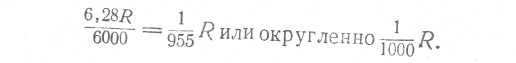 6,28R/6000 = 1/955 R или округленно 1/1000 R.